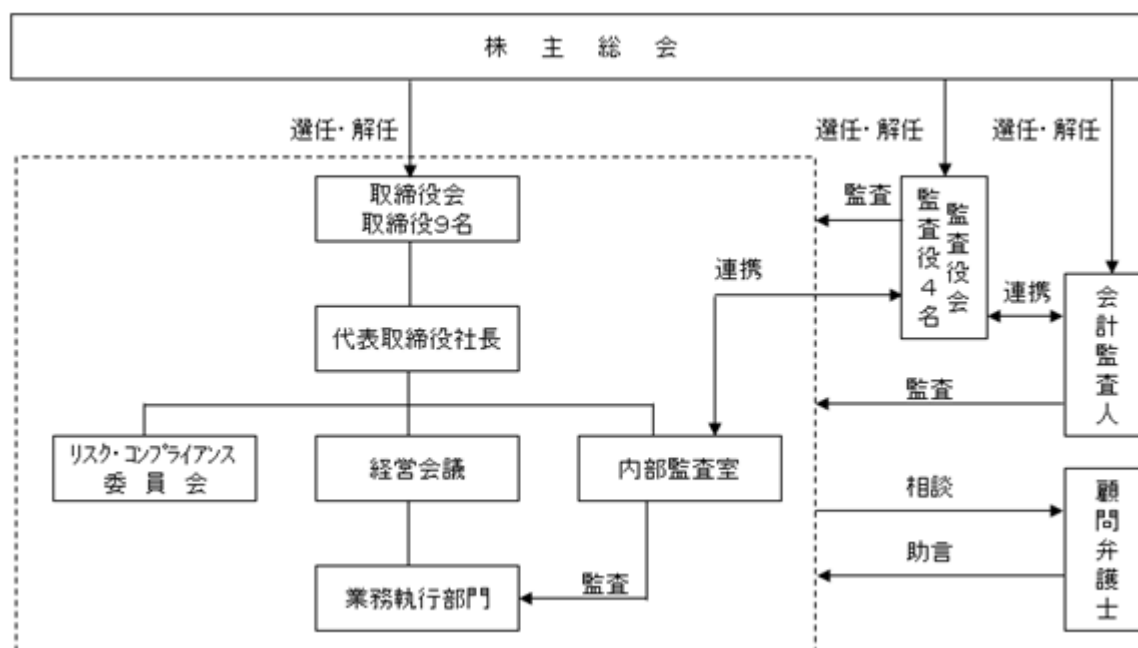 株主総会
選任・解任
選任・解任
選任・解任
取締役会
取締役9名
監査
監査役会
監査役4名
連携
連携
会計監査人
代表取締役社長
監査
リスク・コンプライアンス
委員会
経営会議
内部監査室
相談
顧問弁護士
助言
業務執行部門
監査